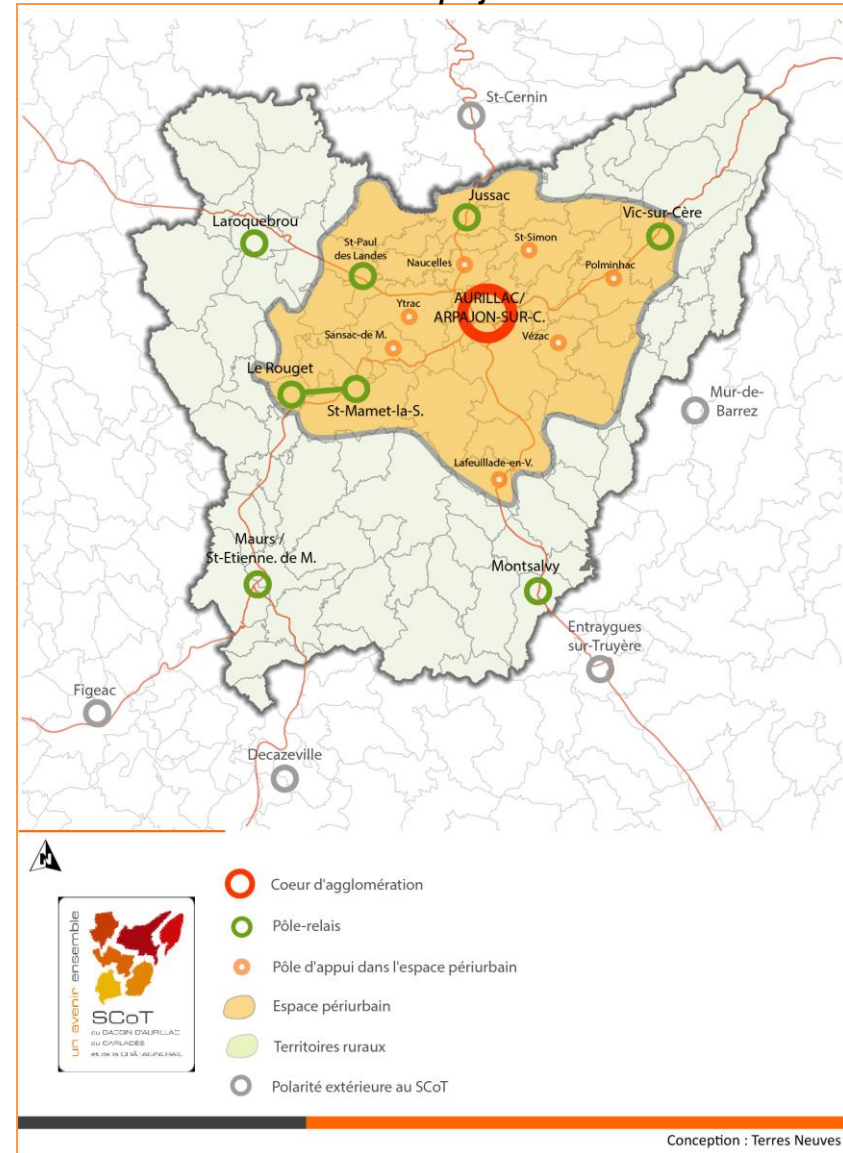 St-Cernin
Jussac
Vic-sur-Cère
Laroquebrou
St-Paul
des Landes
St-Simon
Naucelles
Polminhac
AURILLAC/
ARPAJON-SUR-C.
Ytrac
Vézac
Sansac-de M.
Le Rouget
St-Mamet-la-S.
Mur-de-
Barrez
Lafeuillade-en-V.
Maurs /
St-Etienne. de M.
Montsalvy
Entraygues
sur-Truyère
Figeac
Decazeville
N
Coeur d'agglomération
Pôle-relais
Pôle d'appui dans l'espace périurbain
Espace périurbain
Territoires ruraux
Polarité extérieure au SCoT
un avenir ensemble
SCoT
Conception : Terres Neuves